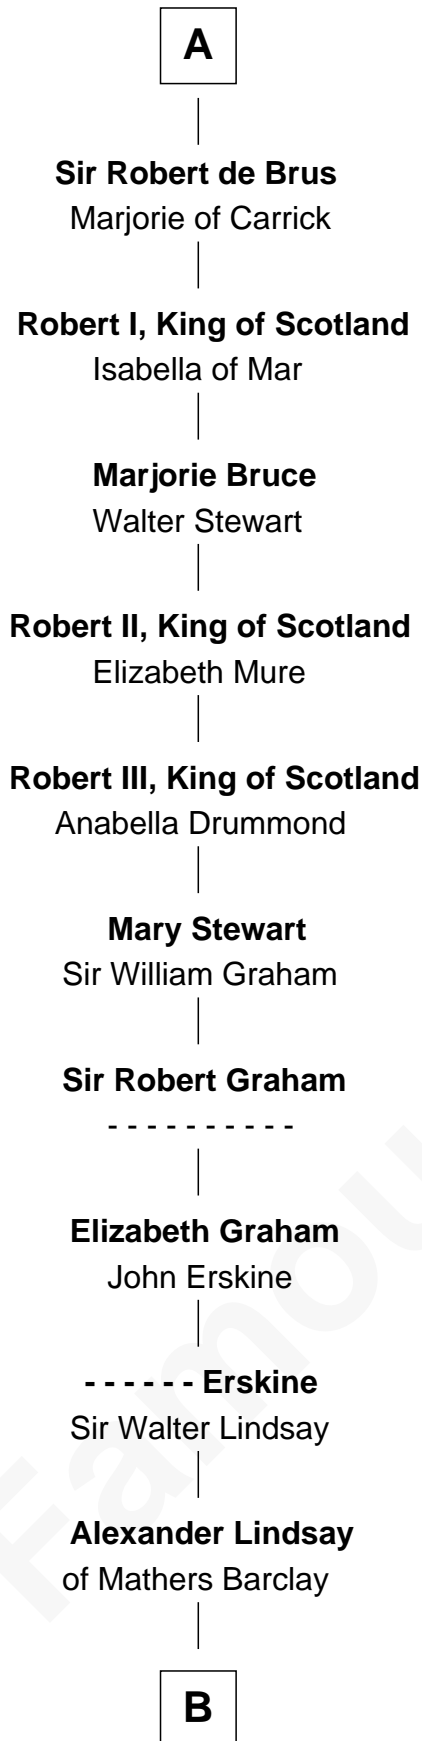 A
Sir Robert de Brus
Marjorie of Carrick
Robert I, King of Scotland
Isabella of Mar
Marjorie Bruce
Walter Stewart
Robert II, King of Scotland
Elizabeth Mure
Robert III, King of Scotland
Anabella Drummond
Mary Stewart
Sir William Graham
Sir Robert Graham
- - - - - - - - - -
Elizabeth Graham
John Erskine
- - - - - - Erskine
Sir Walter Lindsay
Alexander Lindsay
of Mathers Barclay
B
Famou